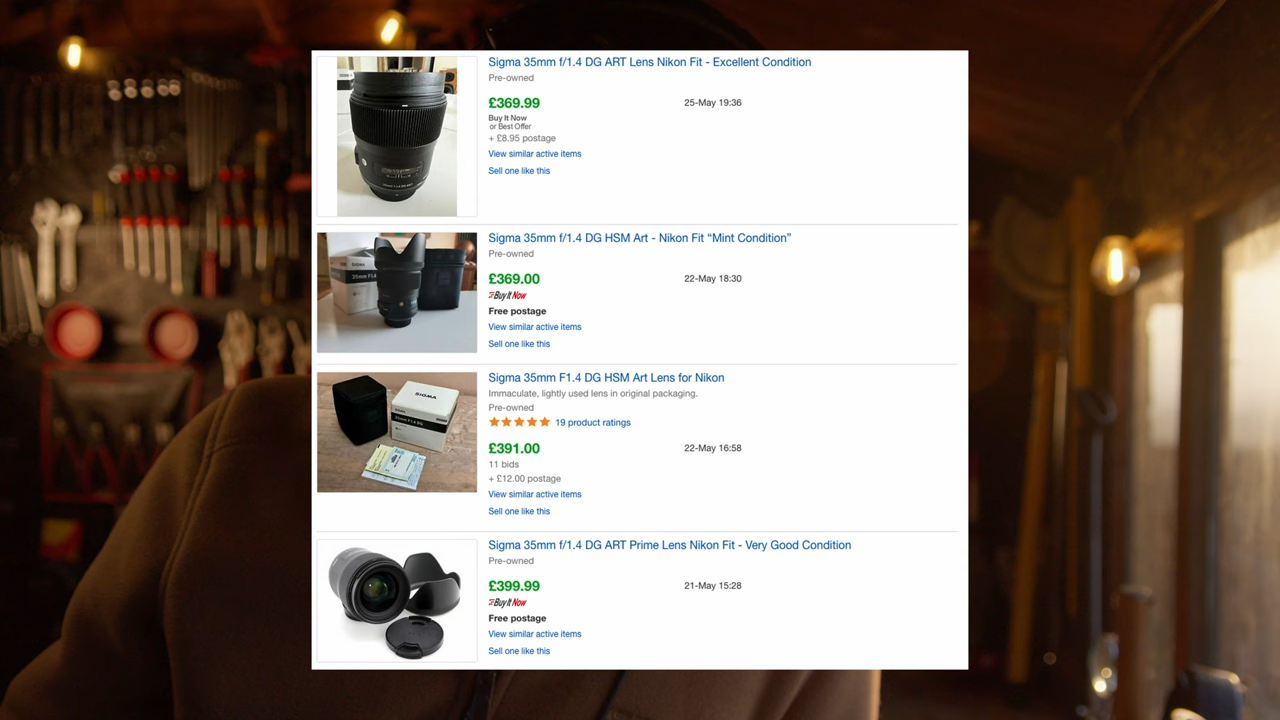 Sigma 35mm f/1.4 DG ART Lens Nikon Fit - Excellent Condition
Pre-owned
£369.99 25-May 19:36
Buy It Now
or Best Offer
+ £8.95 postage
View similar active items
Sell one like this
Sigma 35mm f/1.4 DG HSM Art - Nikon Fit “Mint Condition”
Pre-owned
£369.00 22-May 18:30
Buy It Now
Free postage
View similar active items
Sell one like this
Sigma 35mm F1.4 DG HSM Art Lens for Nikon
Immaculate, lightly used lens in original packaging.
Pre-owned
19 product ratings
£391.00 22-May 16:58
11 bids
+ £12.00 postage
View similar active items
Sell one like this
SIGMA
Sigma 35mm f/1.4 DG ART Prime Lens Nikon Fit - Very Good Condition
Pre-owned
£399.99 21-May 15:28
Buy It Now
Free postage
View similar active items
Sell one like this